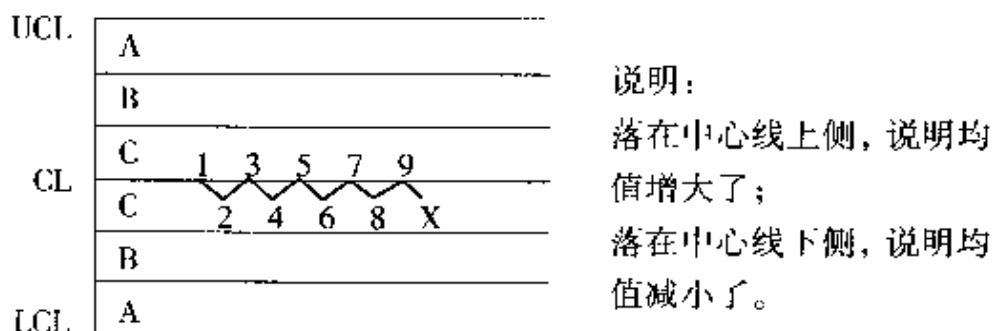 UCL
A
B
C
1 3 5 7 9
CL
C
2 4 6 8 X
B
LCL
A
说明：
落在中心线上侧，说明均
值增大了；
落在中心线下侧，说明均
值减小了。